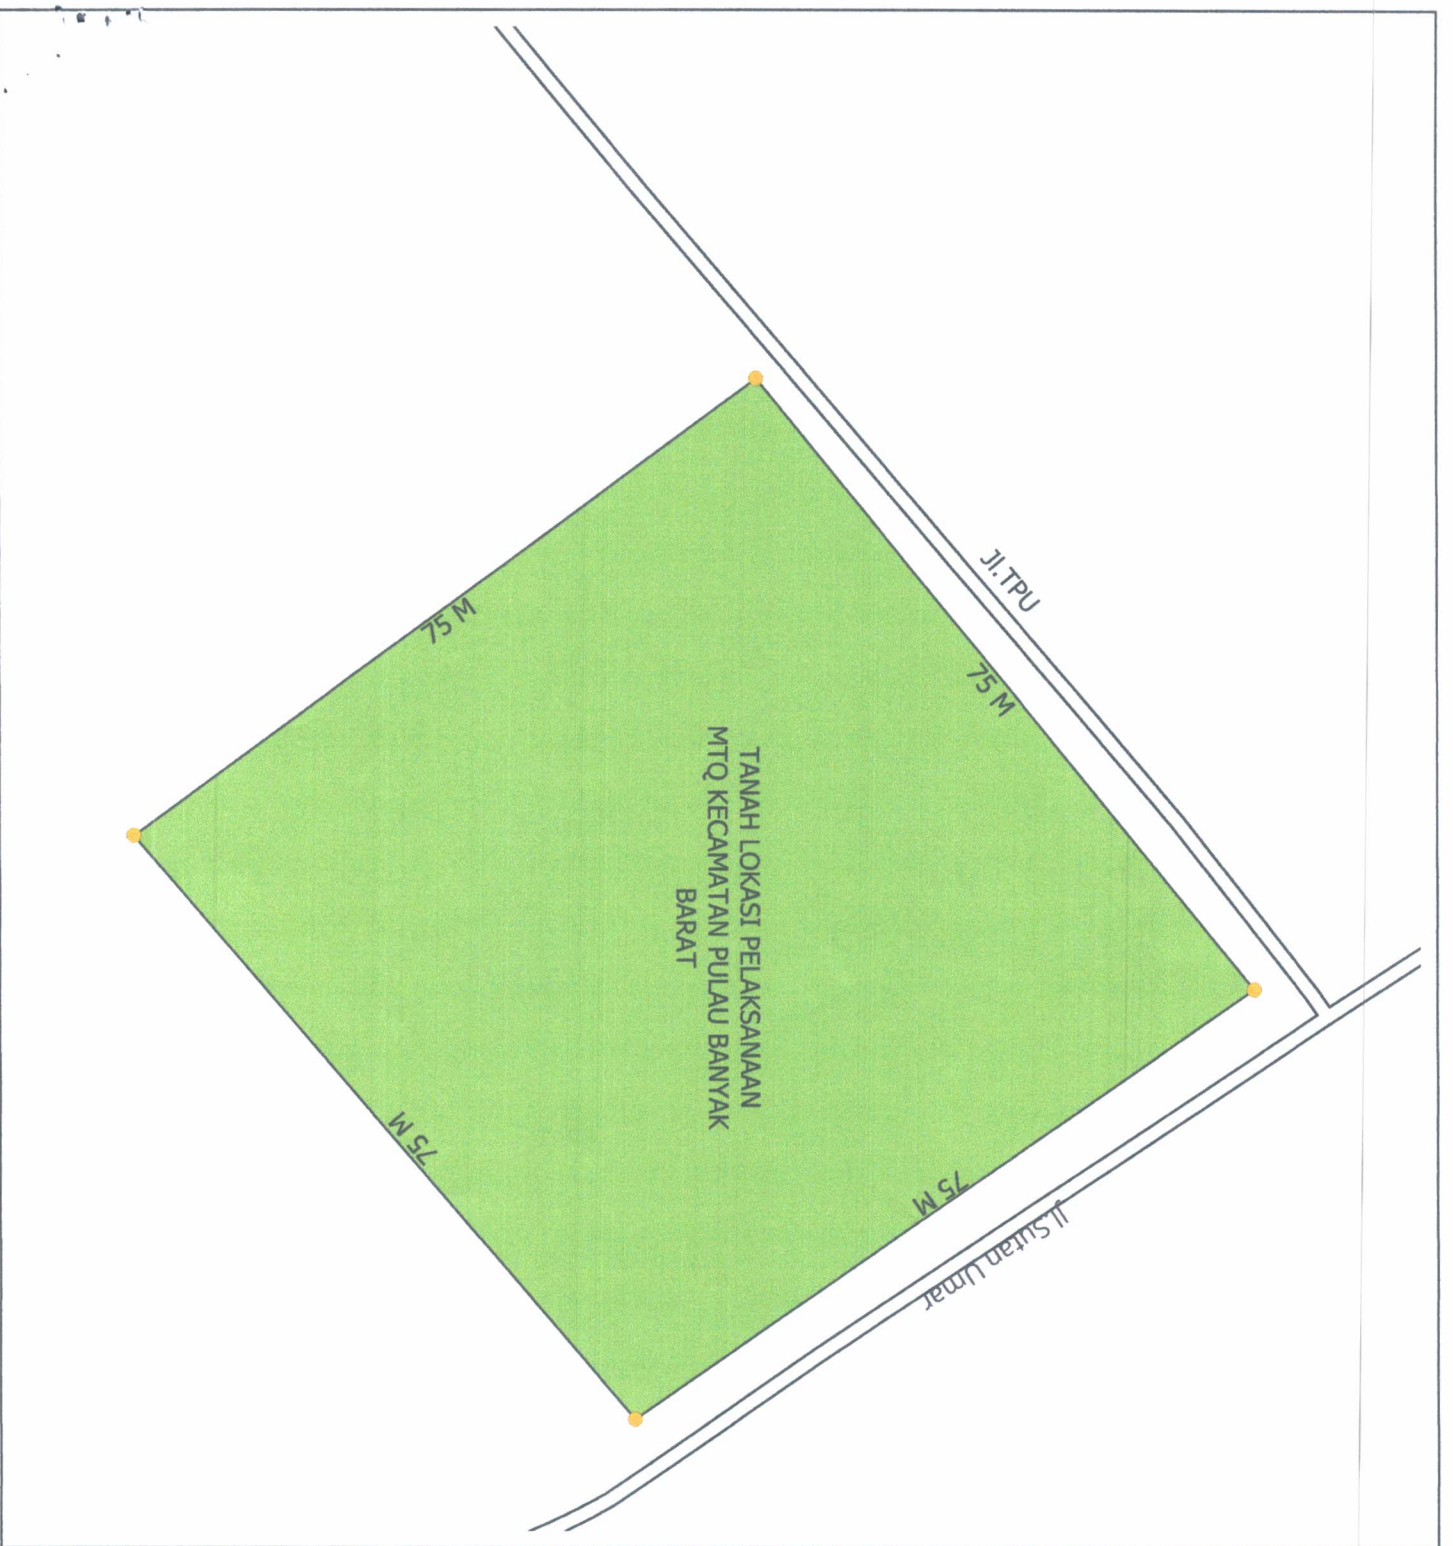 TANAH LOKASI PELAKSANAAN
MTQ KECAMATAN PULAU BANYAK
BARAT
Jl.TPU
75 M
75 M
75 M
75 M
Jl.Sutan Umar